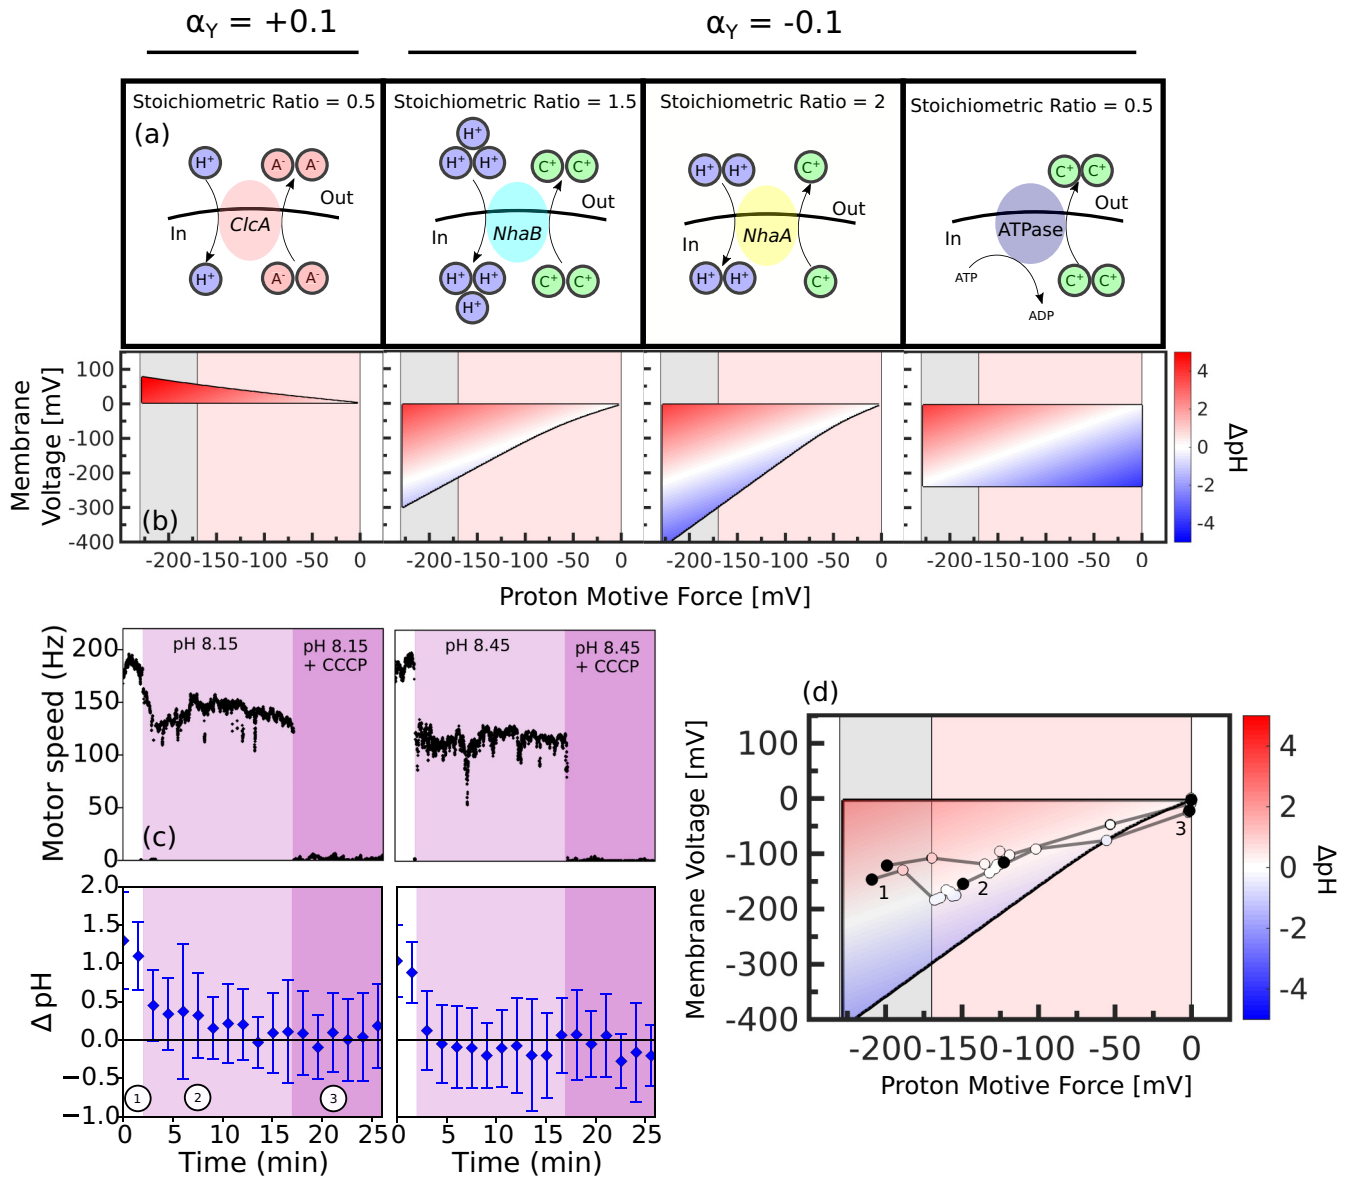 αY = +0.1
αY = -0.1
Stoichiometric Ratio = 0.5
Stoichiometric Ratio = 1.5
Stoichiometric Ratio = 2
Stoichiometric Ratio = 0.5
(a)
H+ A- A-
Out
ClcA
In
H+ A- A-
H+
H+ H+ C+ C+
Out
In
NhaB
H+ H+ C+ C+
H+
H+ H+ C+
Out
In
NhaA
H+ H+ C+
C+ C+
Out
In
ATPase
ATP
C+ C+
ADP
Membrane
Voltage [mV]
100
0
-100
-200
-300
-400
(b)
-200 -150 -100 -50 0
-200 -150 -100 -50 0
-200 -150 -100 -50 0
-200 -150 -100 -50 0
Proton Motive Force [mV]
4
2
0
-2
-4
ΔpH
Motor speed (Hz)
200
150
100
50
0
pH 8.15
pH 8.15
+ CCCP
(c)
pH 8.45
pH 8.45
+ CCCP
Δ pH
2.0
1.5
1.0
0.5
0.0
−0.5
−1.0
1
2
3
0 5 10 15 20 25
0 5 10 15 20 25
Time (min)
Time (min)
(d)
Membrane Voltage [mV]
100
0
-100
-200
-300
-400
1
2
3
-200 -150 -100 -50 0
Proton Motive Force [mV]
4
2
0
-2
-4
ΔpH